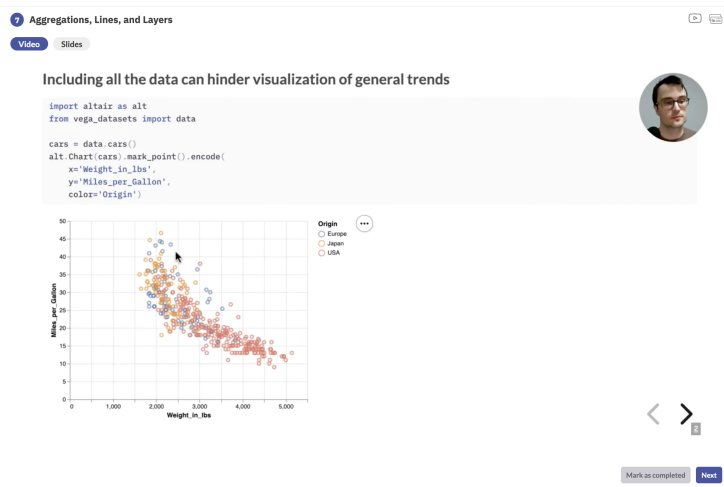 7 Aggregations, Lines, and Layers
Video Slides
Including all the data can hinder visualization of general trends
import altair as alt
from vega_datasets import data
cars = data.cars()
alt.Chart(cars).mark_point().encode(
x='Weight_in_lbs',
y='Miles_per_Gallon',
color='Origin')
Miles_per_Gallon
50
45
40
35
30
25
20
15
10
5
0
0 1,000 2,000 3,000 4,000 5,000
Weight_in_lbs
Origin
Europe
Japan
USA
Mark as completed Next